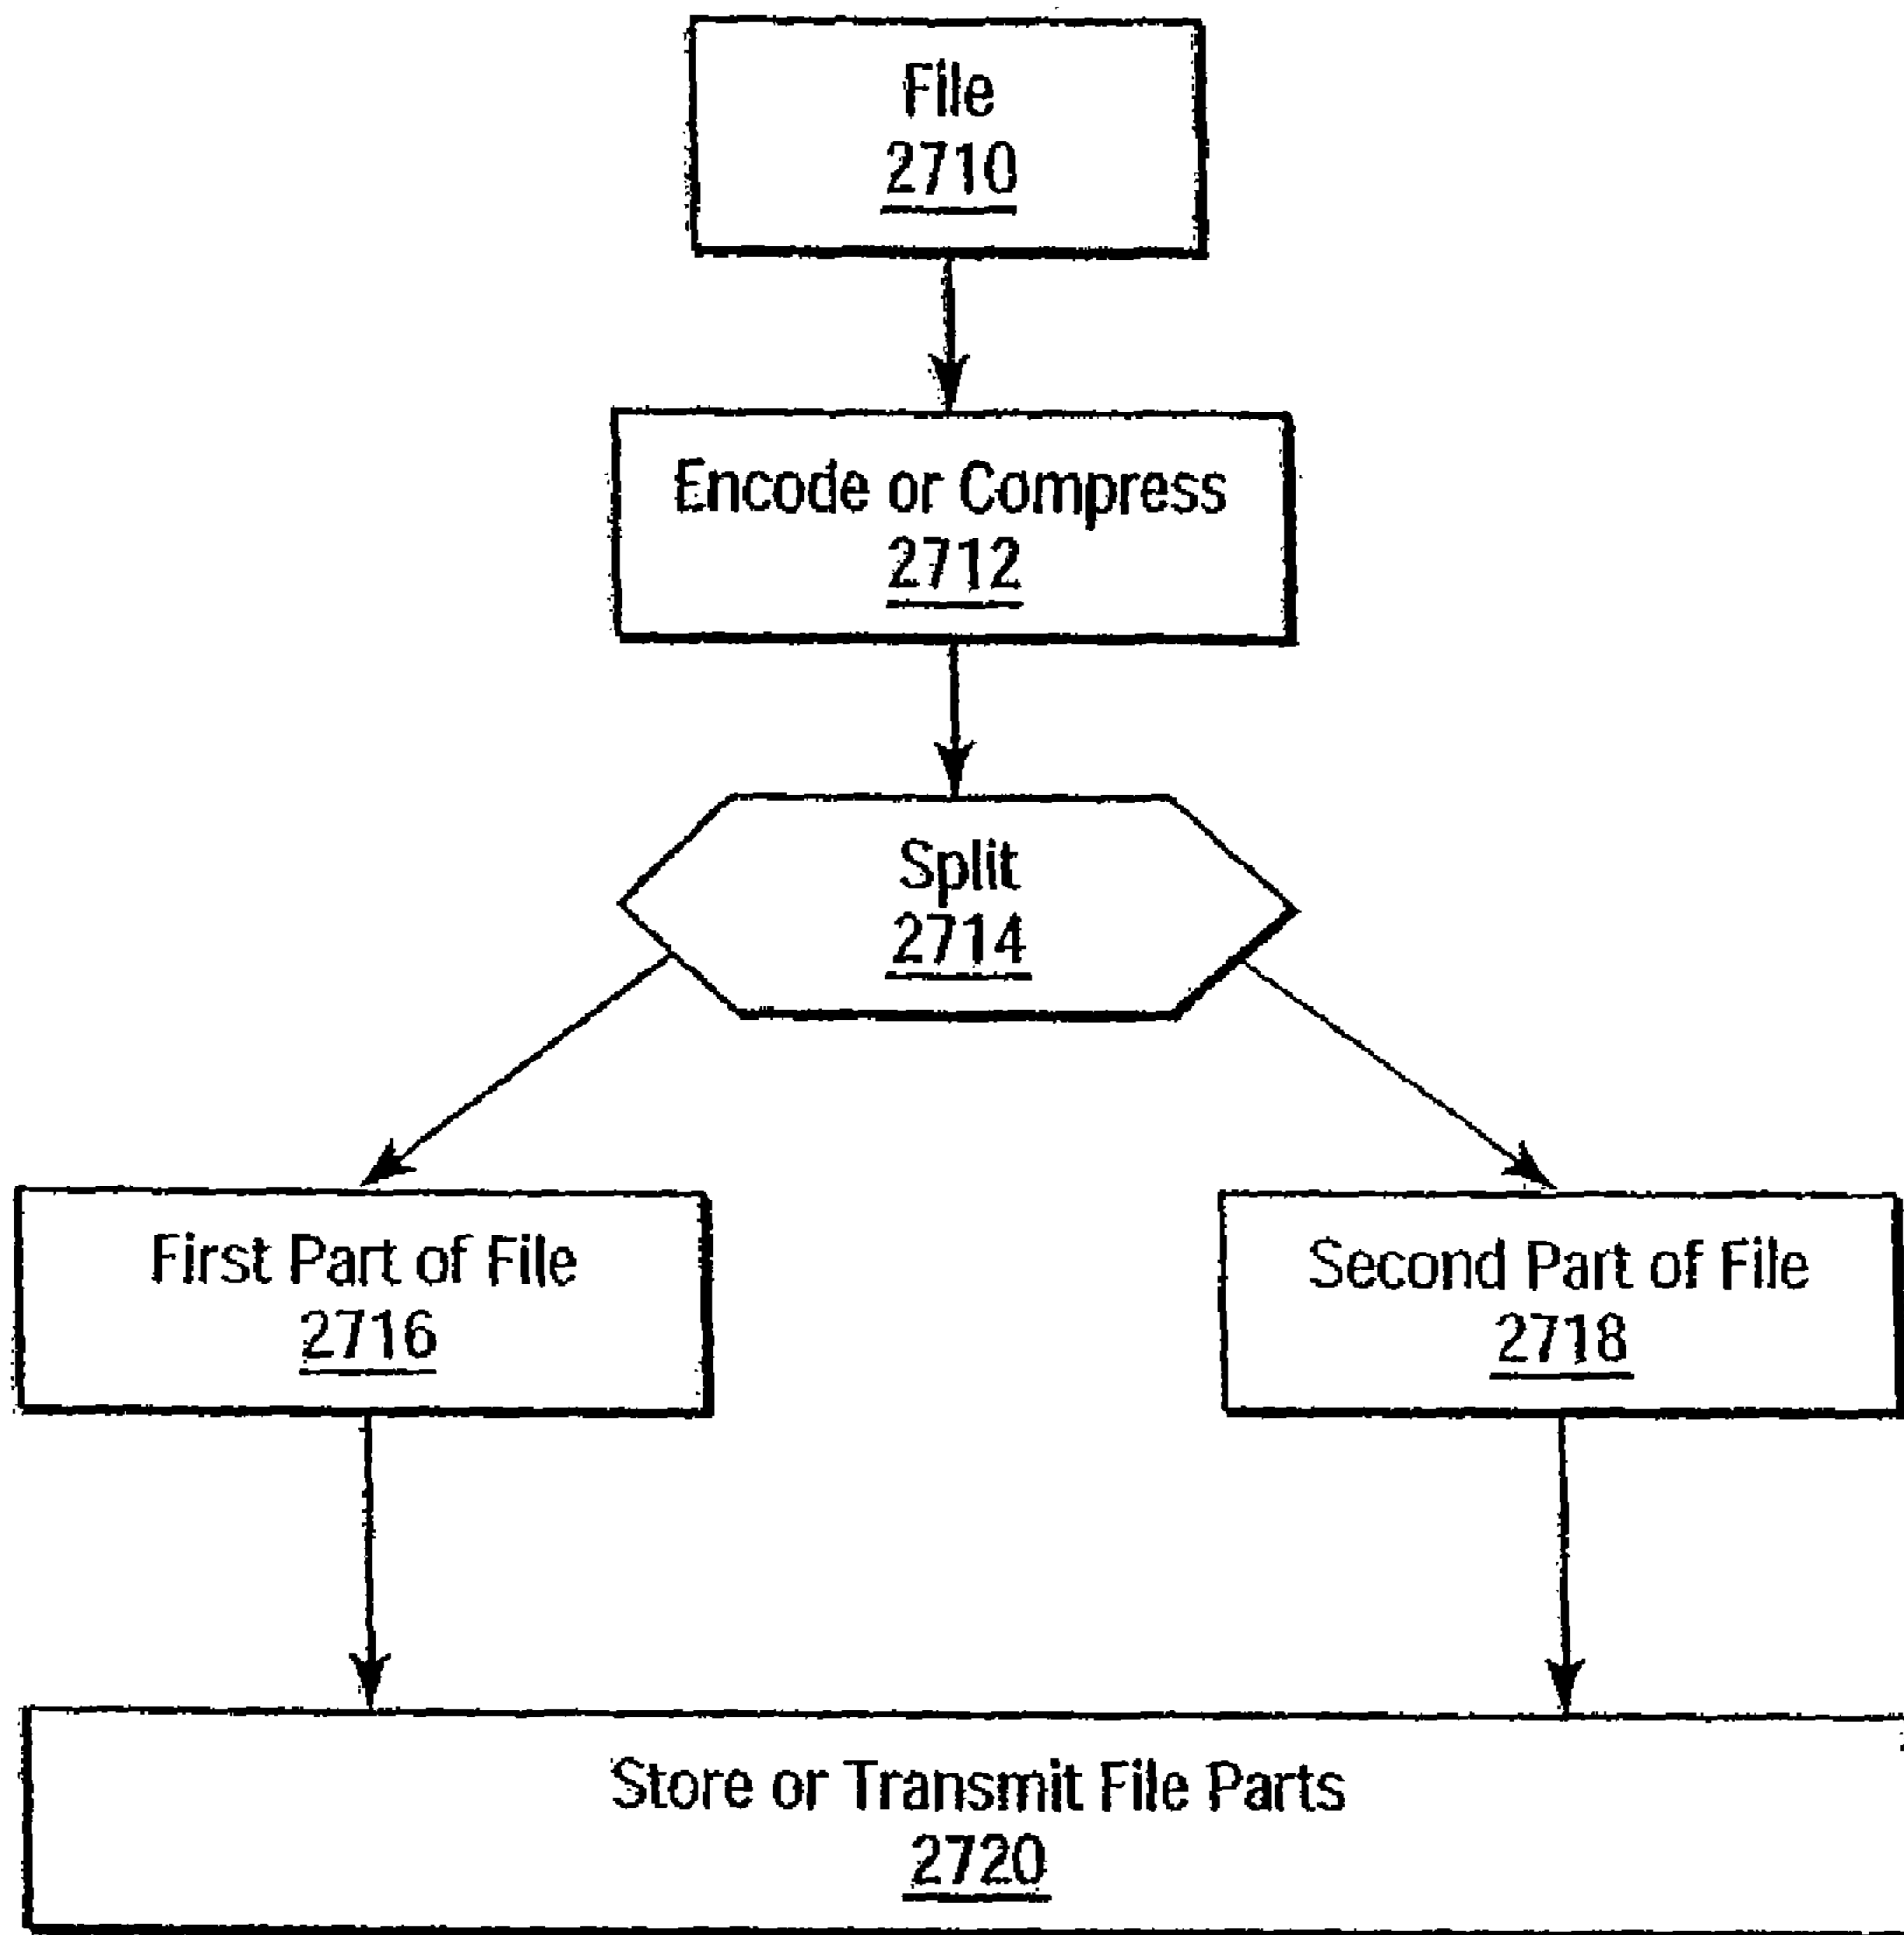 File
2710
Encode or Compress
2712
Split
2714
First Part of File
2716
Second Part of File
2718
Store or Transmit File Parts
2720